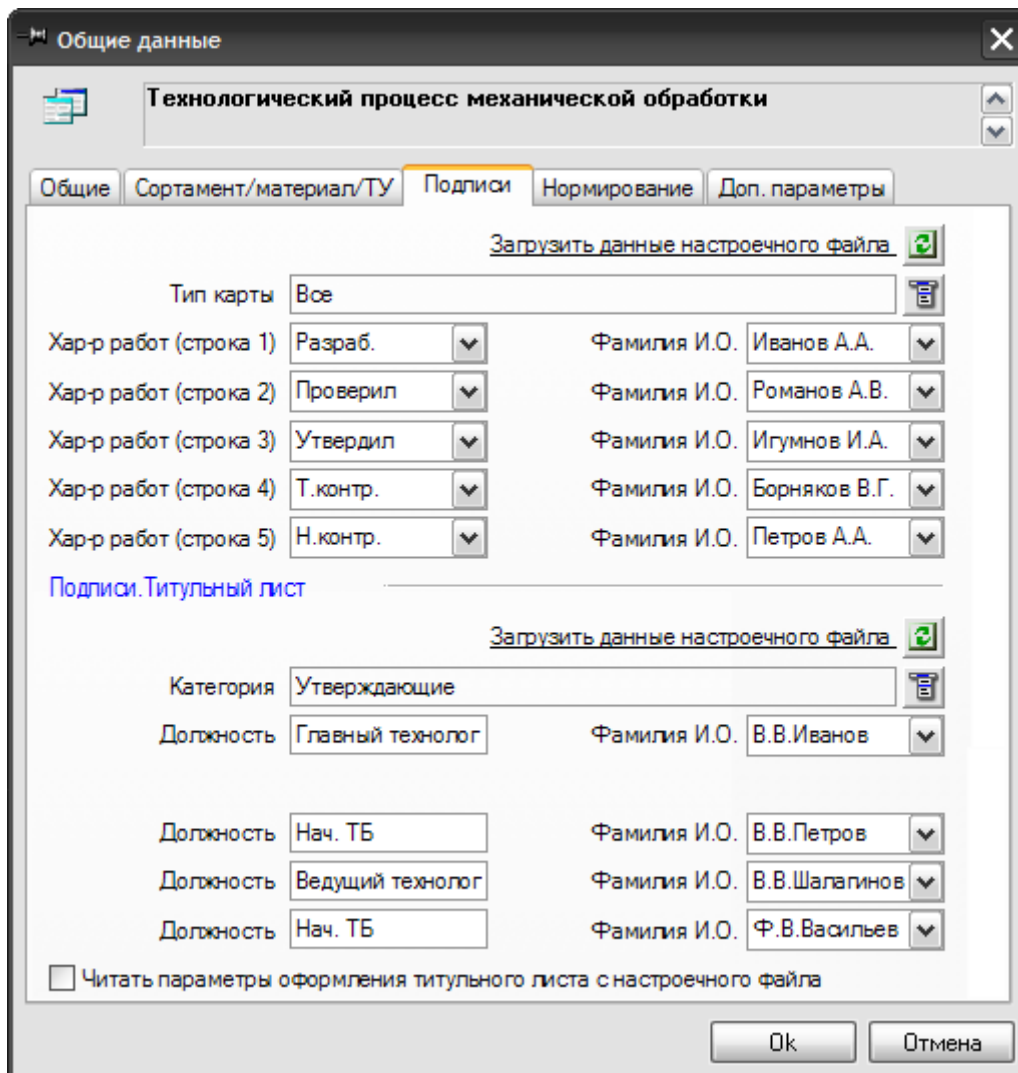 Общие данные
Технологический процесс механической обработки
Общие Сортамент/материал/ТУ Подписи Нормирование Доп. параметры
Загрузить данные настроечного файла
Тип карты Все
Хар-р работ (строка 1) Разраб. Фамилия И.О. Иванов А.А.
Хар-р работ (строка 2) Проверил Фамилия И.О. Романов А.В.
Хар-р работ (строка 3) Утвердил Фамилия И.О. Игумнов И.А.
Хар-р работ (строка 4) Т.контр. Фамилия И.О. Борняков В.Г.
Хар-р работ (строка 5) Н.контр. Фамилия И.О. Петров А.А.
Подписи.Титульный лист
Загрузить данные настроечного файла
Категория Утверждающие
Должность Главный технолог Фамилия И.О. В.В.Иванов
Должность Нач. ТБ Фамилия И.О. В.В.Петров
Должность Ведущий технолог Фамилия И.О. В.В.Шалагинов
Должность Нач. ТБ Фамилия И.О. Ф.В.Васильев
Читать параметры оформления титульного листа с настроечного файла
Ok Отмена